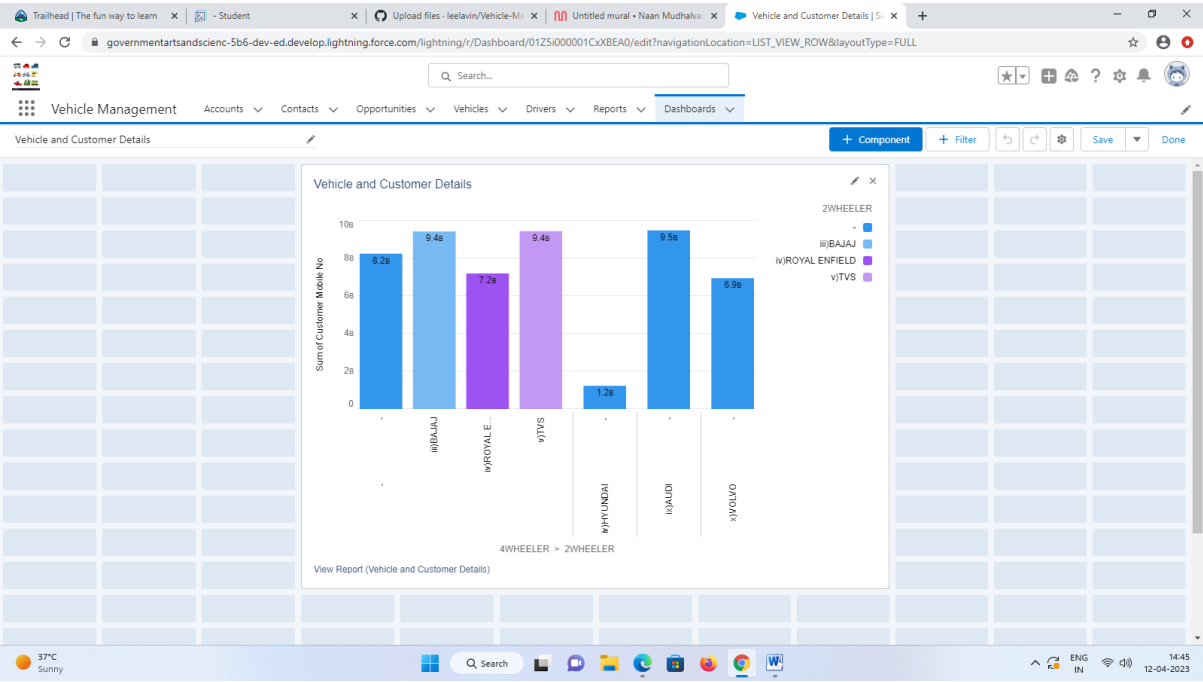 Trailhead | The fun way to learn
- Student
Upload files · leelavin/Vehicle-Ma
Untitled mural • Naan Mudhalva
Vehicle and Customer Details | Sa
governmentartsandscienc-5b6-dev-ed.develop.lightning.force.com/lightning/r/Dashboard/01Z5i000001CxXBEA0/edit?navigationLocation=LIST_VIEW_ROW&layoutType=FULL
Search...
Vehicle Management
Accounts
Contacts
Opportunities
Vehicles
Drivers
Reports
Dashboards
Vehicle and Customer Details
+ Component
+ Filter
Save
Done
Vehicle and Customer Details
2WHEELER
-
iii)BAJAJ
iv)ROYAL ENFIELD
v)TVS
Sum of Customer Mobile No
10B
8B
6B
4B
2B
0
8.2B
9.4B
7.2B
9.4B
1.2B
9.5B
6.9B
-
iii)BAJAJ
iv)ROYAL E...
v)TVS
-
-
-
-
iv)HYUNDAI
ix)AUDI
x)VOLVO
4WHEELER > 2WHEELER
View Report (Vehicle and Customer Details)
37°C
Sunny
Search
ENG
IN
14:45
12-04-2023